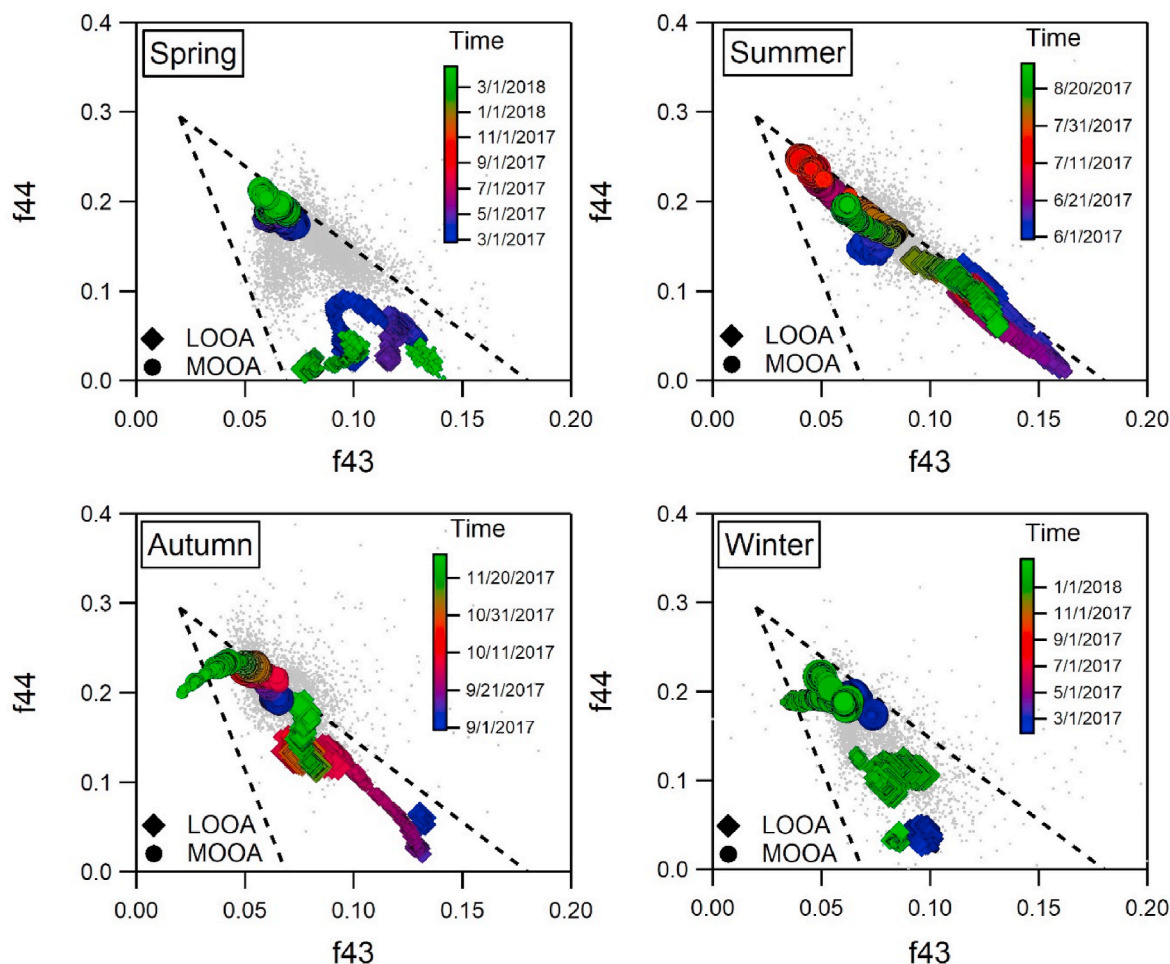 Spring
Time
3/1/2018
1/1/2018
11/1/2017
9/1/2017
7/1/2017
5/1/2017
3/1/2017
0.4
0.3
0.2
0.1
0.0
f44
LOOA
MOOA
0.00 0.05 0.10 0.15 0.20
f43
Summer
Time
8/20/2017
7/31/2017
7/11/2017
6/21/2017
6/1/2017
0.4
0.3
0.2
0.1
0.0
f44
LOOA
MOOA
0.00 0.05 0.10 0.15 0.20
f43
Autumn
Time
11/20/2017
10/31/2017
10/11/2017
9/21/2017
9/1/2017
0.4
0.3
0.2
0.1
0.0
f44
LOOA
MOOA
0.00 0.05 0.10 0.15 0.20
f43
Winter
Time
1/1/2018
11/1/2017
9/1/2017
7/1/2017
5/1/2017
3/1/2017
0.4
0.3
0.2
0.1
0.0
f44
LOOA
MOOA
0.00 0.05 0.10 0.15 0.20
f43